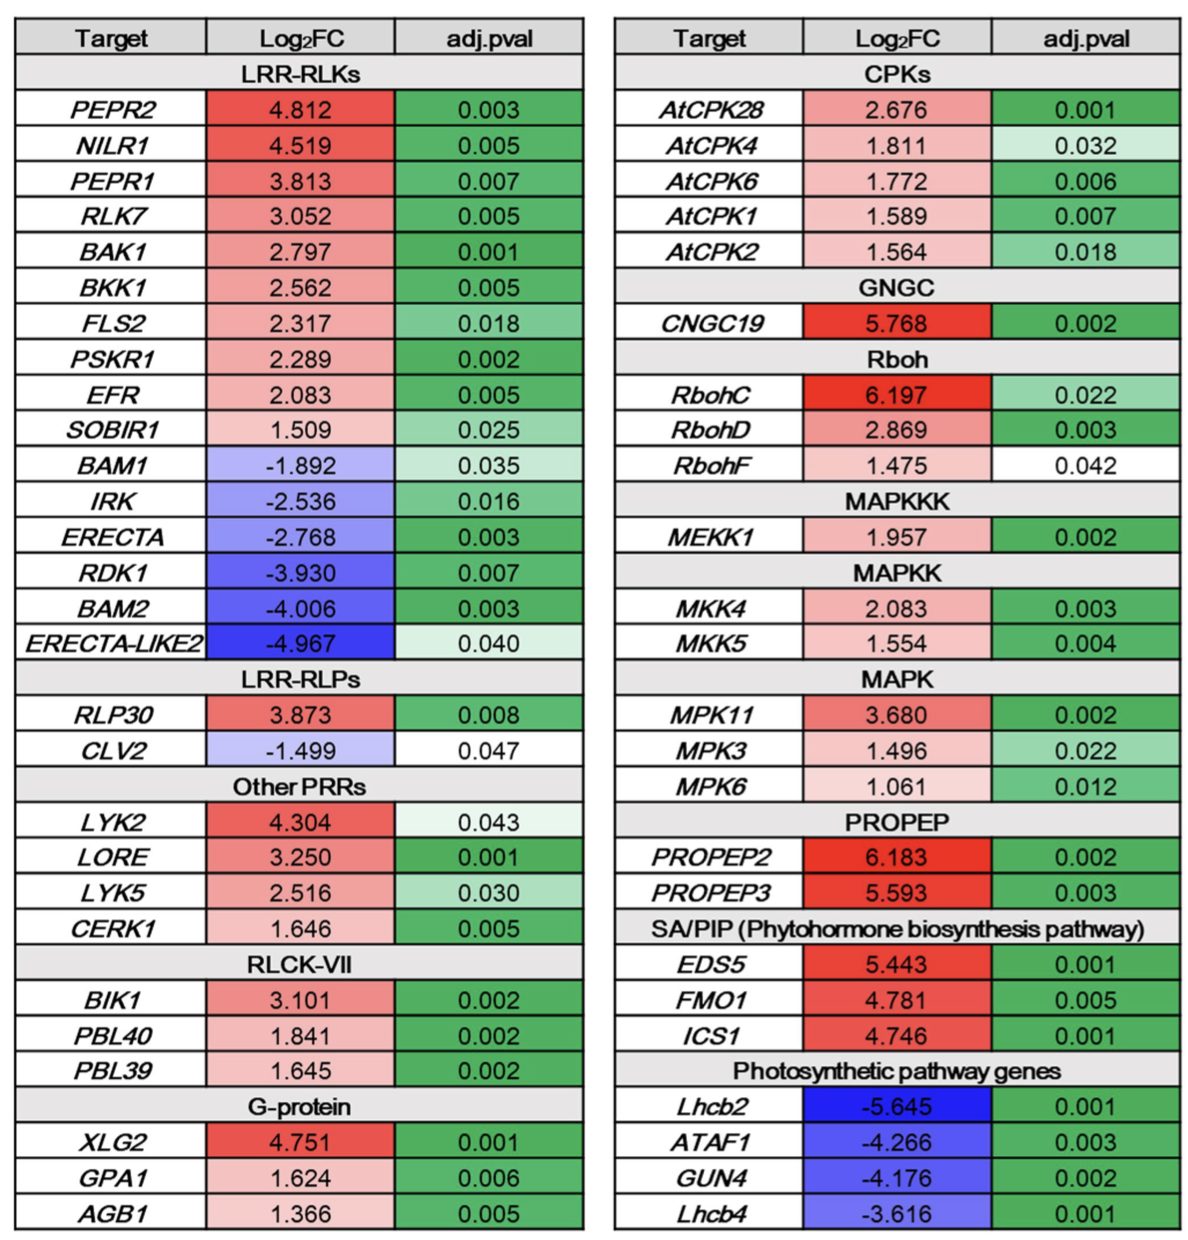 Target Log₂FC adj.pval
LRR-RLKs
PEPR2 4.812 0.003
NILR1 4.519 0.005
PEPR1 3.813 0.007
RLK7 3.052 0.005
BAK1 2.797 0.001
BKK1 2.562 0.005
FLS2 2.317 0.018
PSKR1 2.289 0.002
EFR 2.083 0.005
SOBIR1 1.509 0.025
BAM1 -1.892 0.035
IRK -2.536 0.016
ERECTA -2.768 0.003
RDK1 -3.930 0.007
BAM2 -4.006 0.003
ERECTA-LIKE2 -4.967 0.040
LRR-RLPs
RLP30 3.873 0.008
CLV2 -1.499 0.047
Other PRRs
LYK2 4.304 0.043
LORE 3.250 0.001
LYK5 2.516 0.030
CERK1 1.646 0.005
RLCK-VII
BIK1 3.101 0.002
PBL40 1.841 0.002
PBL39 1.645 0.002
G-protein
XLG2 4.751 0.001
GPA1 1.624 0.006
AGB1 1.366 0.005
Target Log₂FC adj.pval
CPKs
AtCPK28 2.676 0.001
AtCPK4 1.811 0.032
AtCPK6 1.772 0.006
AtCPK1 1.589 0.007
AtCPK2 1.564 0.018
GNGC
CNGC19 5.768 0.002
Rboh
RbohC 6.197 0.022
RbohD 2.869 0.003
RbohF 1.475 0.042
MAPKKK
MEKK1 1.957 0.002
MAPKK
MKK4 2.083 0.003
MKK5 1.554 0.004
MAPK
MPK11 3.680 0.002
MPK3 1.496 0.022
MPK6 1.061 0.012
PROPEP
PROPEP2 6.183 0.002
PROPEP3 5.593 0.003
SA/PIP (Phytohormone biosynthesis pathway)
EDS5 5.443 0.001
FMO1 4.781 0.005
ICS1 4.746 0.001
Photosynthetic pathway genes
Lhcb2 -5.645 0.001
ATAF1 -4.266 0.003
GUN4 -4.176 0.002
Lhcb4 -3.616 0.001